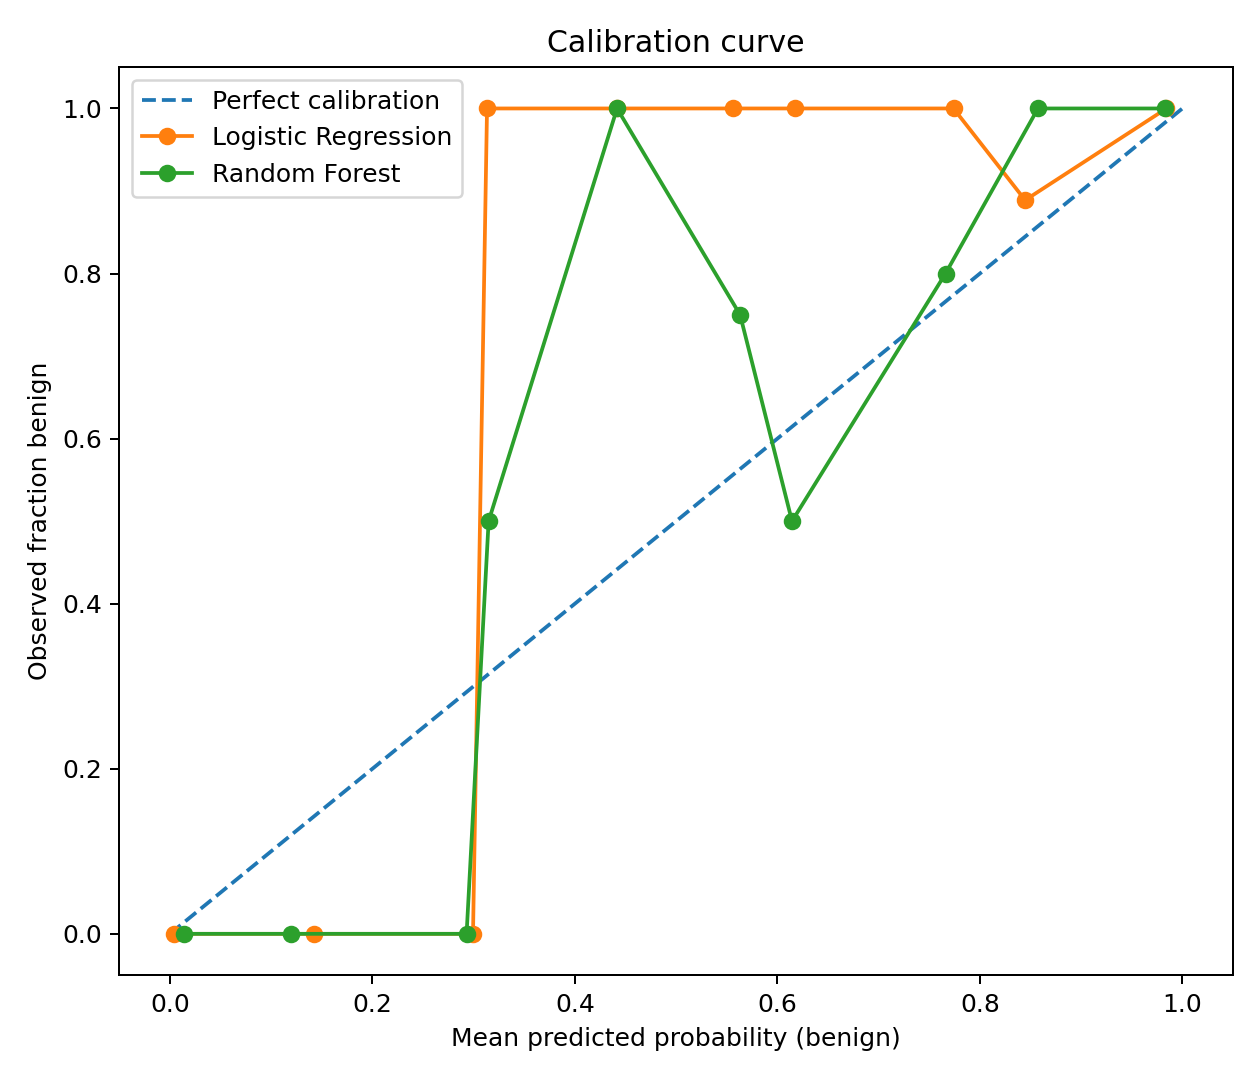 Calibration curve
Perfect calibration
Logistic Regression
Random Forest
Observed fraction benign
1.0
0.8
0.6
0.4
0.2
0.0
0.0 0.2 0.4 0.6 0.8 1.0
Mean predicted probability (benign)